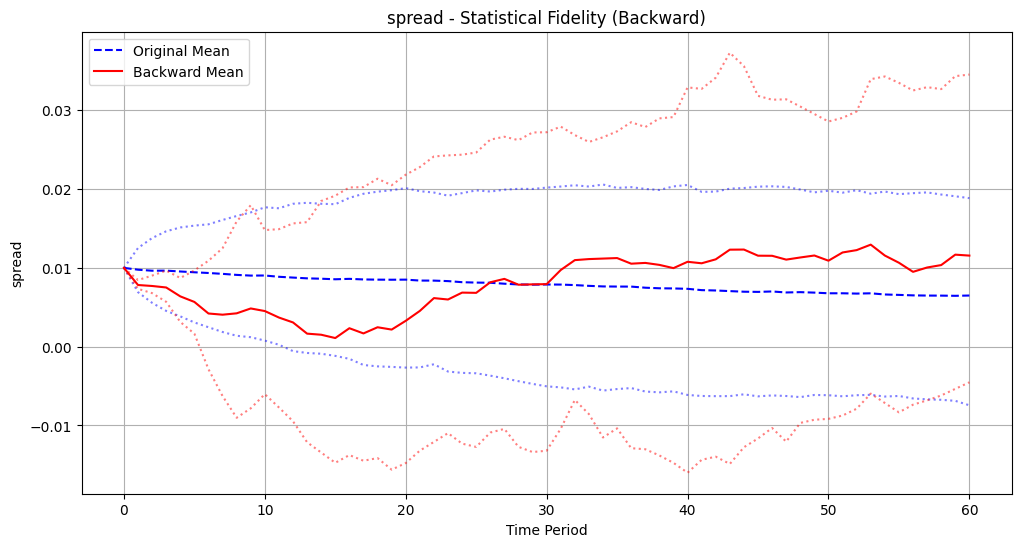 spread - Statistical Fidelity (Backward)
Original Mean
Backward Mean
spread
0.03
0.02
0.01
0.00
−0.01
0 10 20 30 40 50 60
Time Period